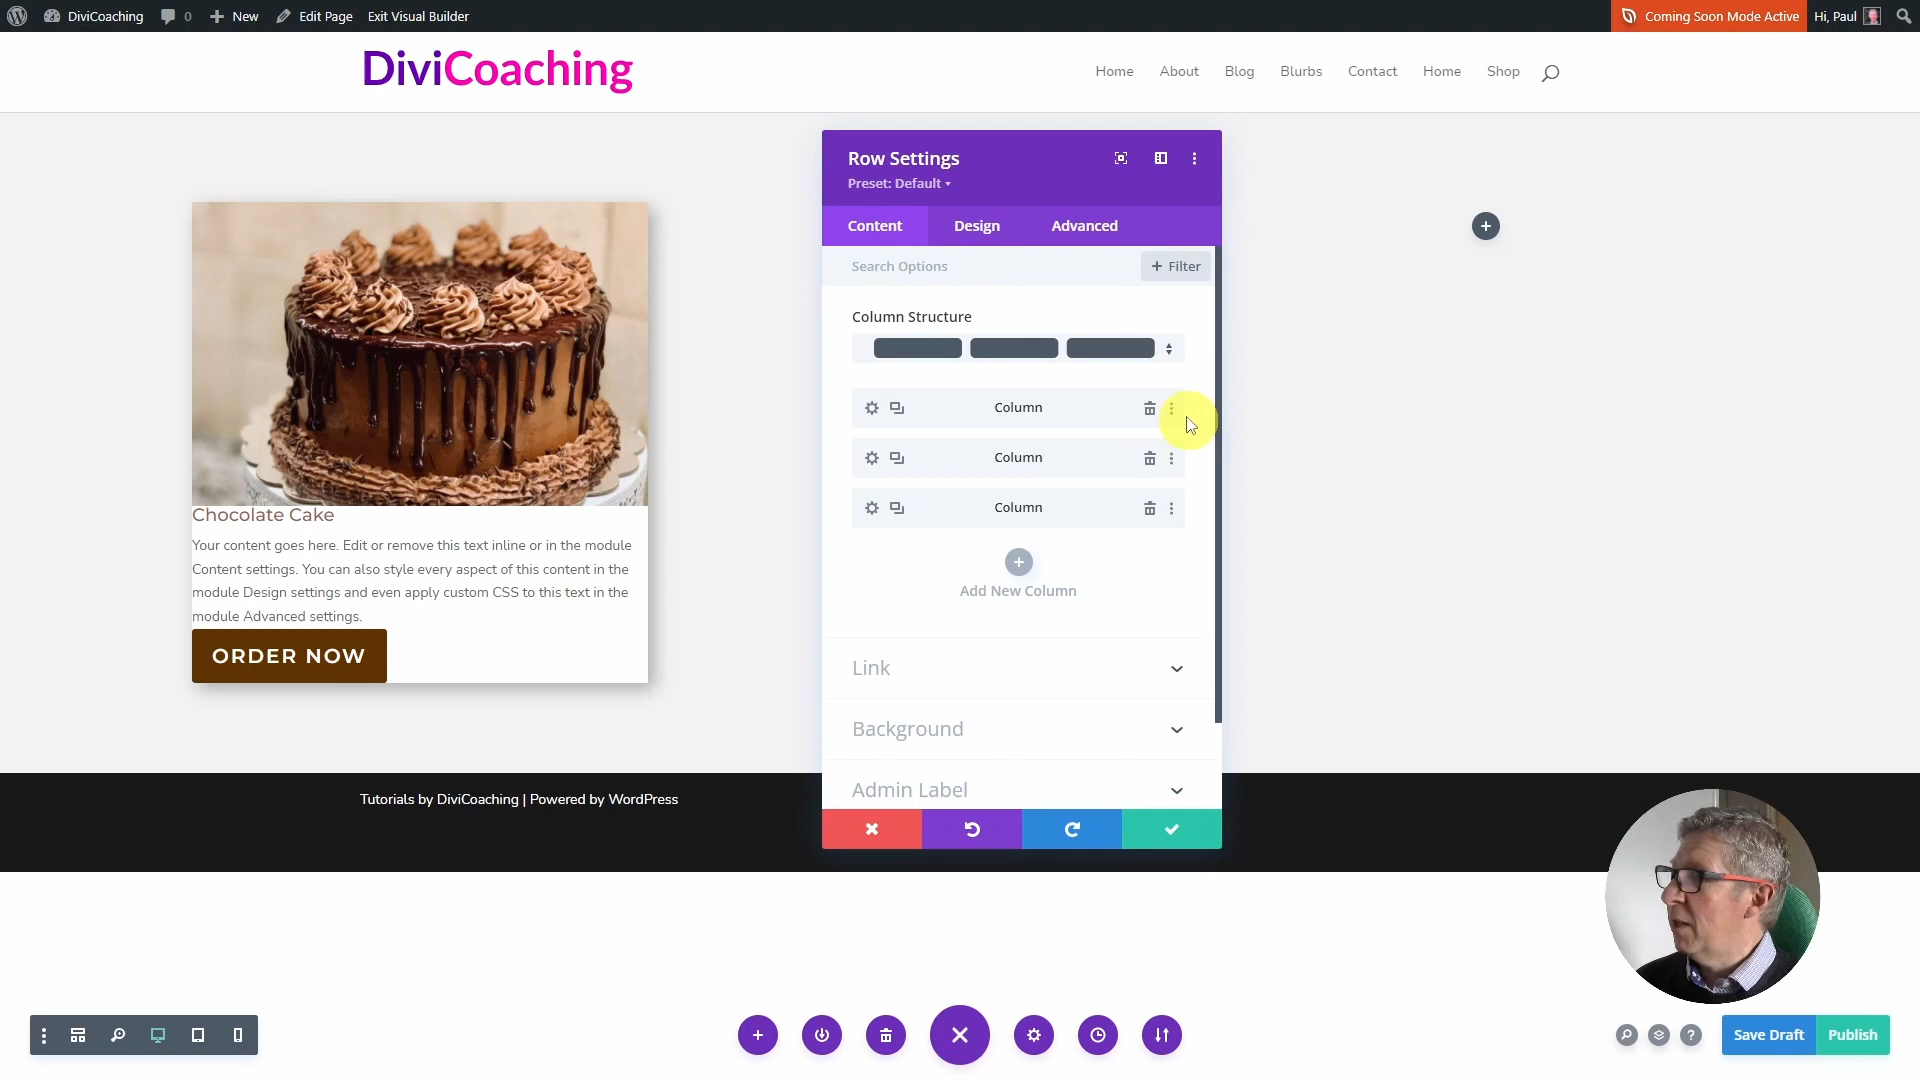 DiviCoaching
0
New
Edit Page
Exit Visual Builder
Coming Soon Mode Active
Hi, Paul
DiviCoaching
Home
About
Blog
Blurbs
Contact
Home
Shop
Row Settings
Preset: Default
Content
Design
Advanced
Search Options
+ Filter
Column Structure
Column
Column
Column
Add New Column
Link
Background
Admin Label
Chocolate Cake
Your content goes here. Edit or remove this text inline or in the module
Content settings. You can also style every aspect of this content in the
module Design settings and even apply custom CSS to this text in the
module Advanced settings.
ORDER NOW
Tutorials by DiviCoaching | Powered by WordPress
Save Draft
Publish